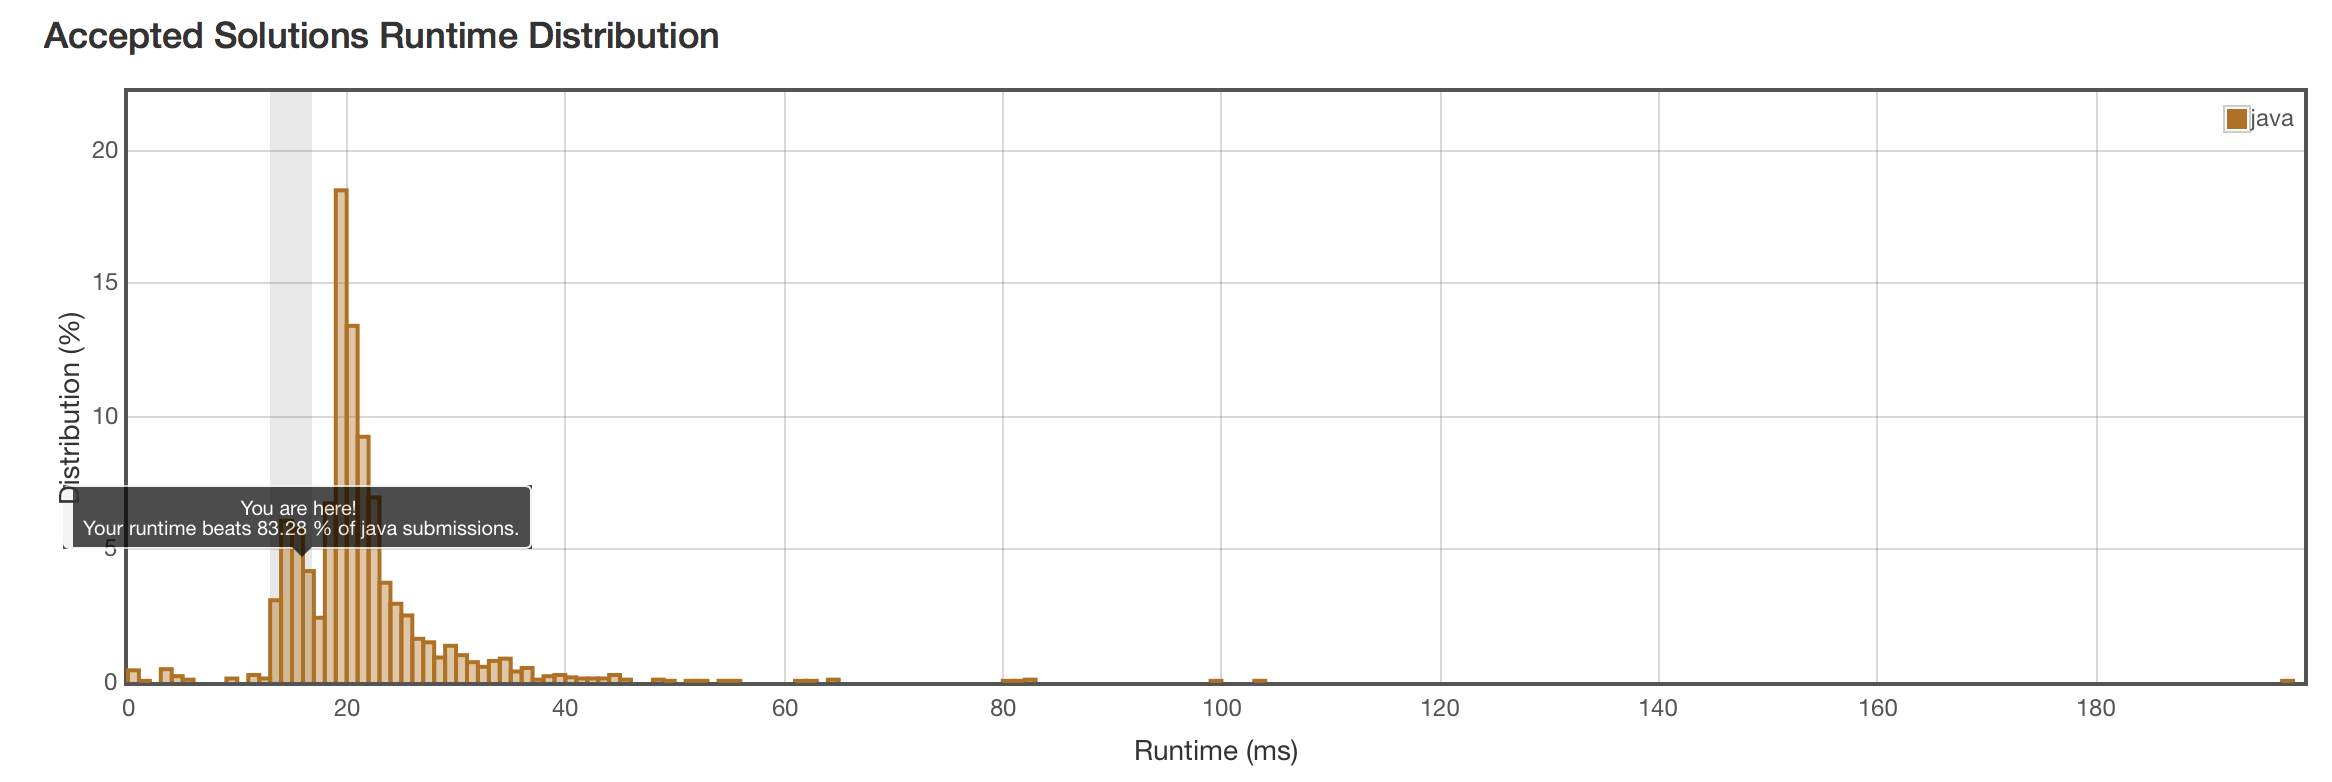 Accepted Solutions Runtime Distribution
java
20
15
10
5
0
Distribution (%)
You are here!
Your runtime beats 83.28 % of java submissions.
0 20 40 60 80 100 120 140 160 180
Runtime (ms)